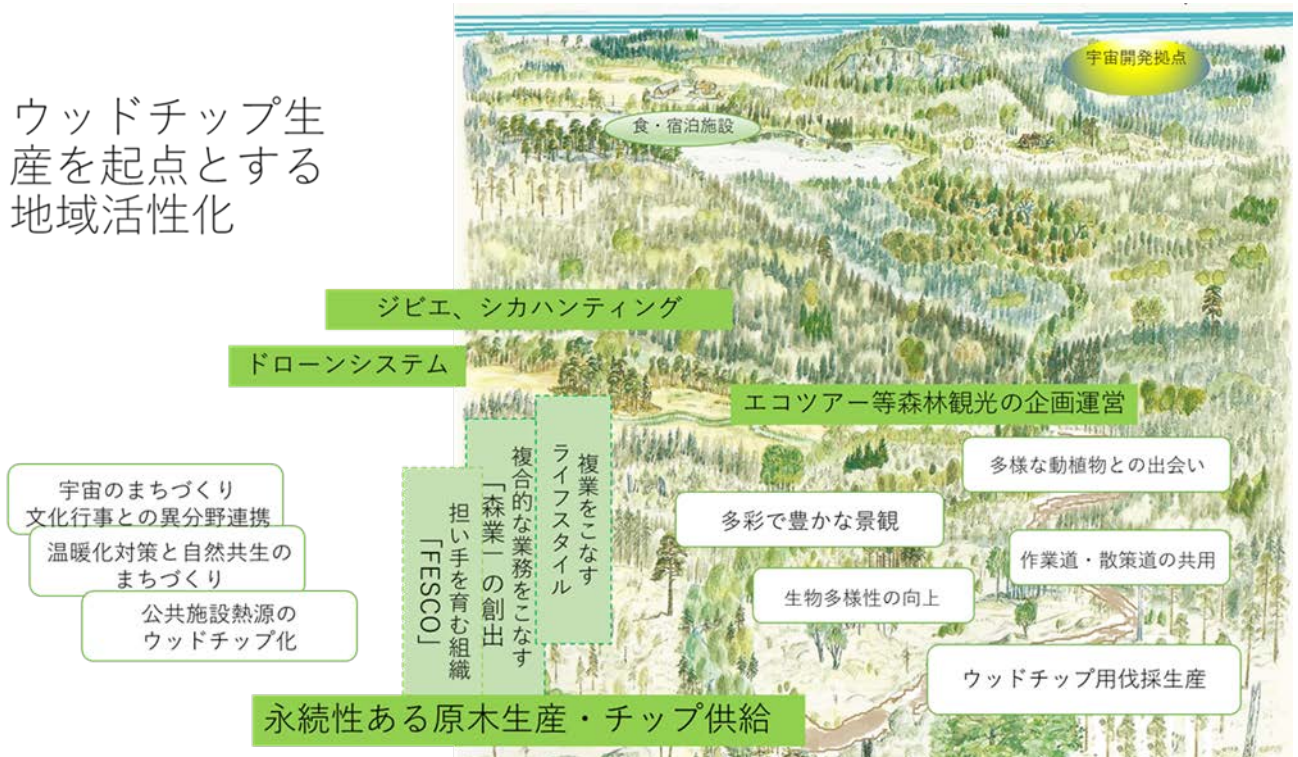 ウッドチップ生
産を起点とする
地域活性化
宇宙開発拠点
食・宿泊施設
ジビエ、シカハンティング
ドローンシステム
エコツアー等森林観光の企画運営
複業をこなす
ライフスタイル
複合的な業務をこなす
「森業」の創出
担い手を育む組織
「FESCO」
多様な動植物との出会い
多彩で豊かな景観
作業道・散策道の共用
生物多様性の向上
ウッドチップ用伐採生産
宇宙のまちづくり
文化行事との異分野連携
温暖化対策と自然共生の
まちづくり
公共施設熱源の
ウッドチップ化
永続性ある原木生産・チップ供給